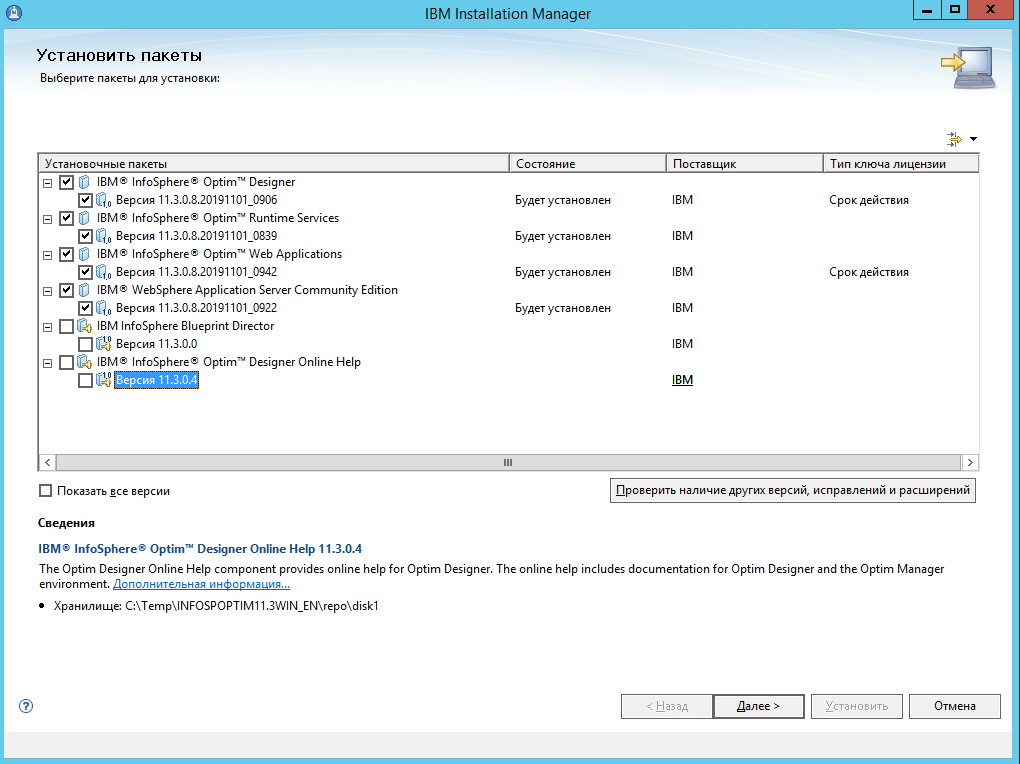 IBM Installation Manager
Установить пакеты
Выберите пакеты для установки:
Установочные пакеты Состояние Поставщик Тип ключа лицензии
IBM® InfoSphere® Optim™ Designer
Версия 11.3.0.8.20191101_0906 Будет установлен IBM Срок действия
IBM® InfoSphere® Optim™ Runtime Services
Версия 11.3.0.8.20191101_0839 Будет установлен IBM
IBM® InfoSphere® Optim™ Web Applications
Версия 11.3.0.8.20191101_0942 Будет установлен IBM Срок действия
IBM® WebSphere Application Server Community Edition
Версия 11.3.0.8.20191101_0922 Будет установлен IBM
IBM InfoSphere Blueprint Director
Версия 11.3.0.0 IBM
IBM® InfoSphere® Optim™ Designer Online Help
Версия 11.3.0.4 IBM
Показать все версии Проверить наличие других версий, исправлений и расширений
Сведения
IBM® InfoSphere® Optim™ Designer Online Help 11.3.0.4
The Optim Designer Online Help component provides online help for Optim Designer. The online help includes documentation for Optim Designer and the Optim Manager
environment. Дополнительная информация...
• Хранилище: C:\Temp\INFOSPOPTIM11.3WIN_EN\repo\disk1
? < Назад Далее > Установить Отмена